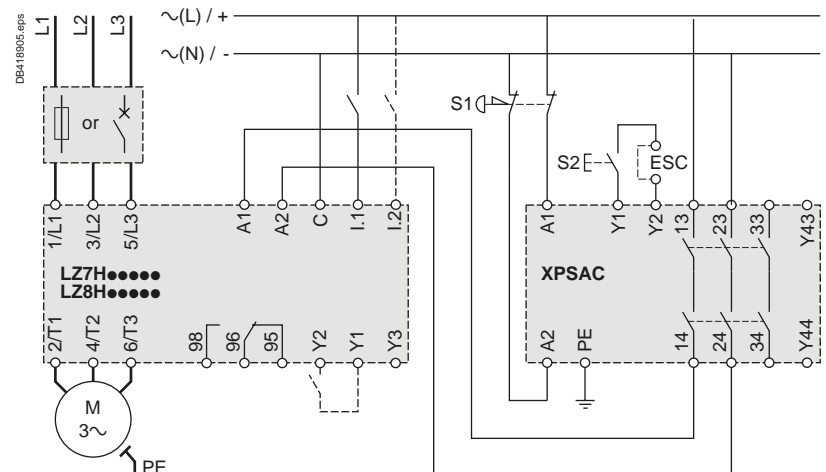 DB418905.eps
L1 L2 L3
∼(L) / +
∼(N) / -
or
S1
S2
ESC
1/L1 3/L2 5/L3 A1 A2 C I.1 I.2
A1 Y1 Y2 13 23 33 Y43
LZ7H●●●●●
LZ8H●●●●●
XPSAC
2/T1 4/T2 6/T3 98 96 95 Y2 Y1 Y3
A2 PE 14 24 34 Y44
M
3∼
PE